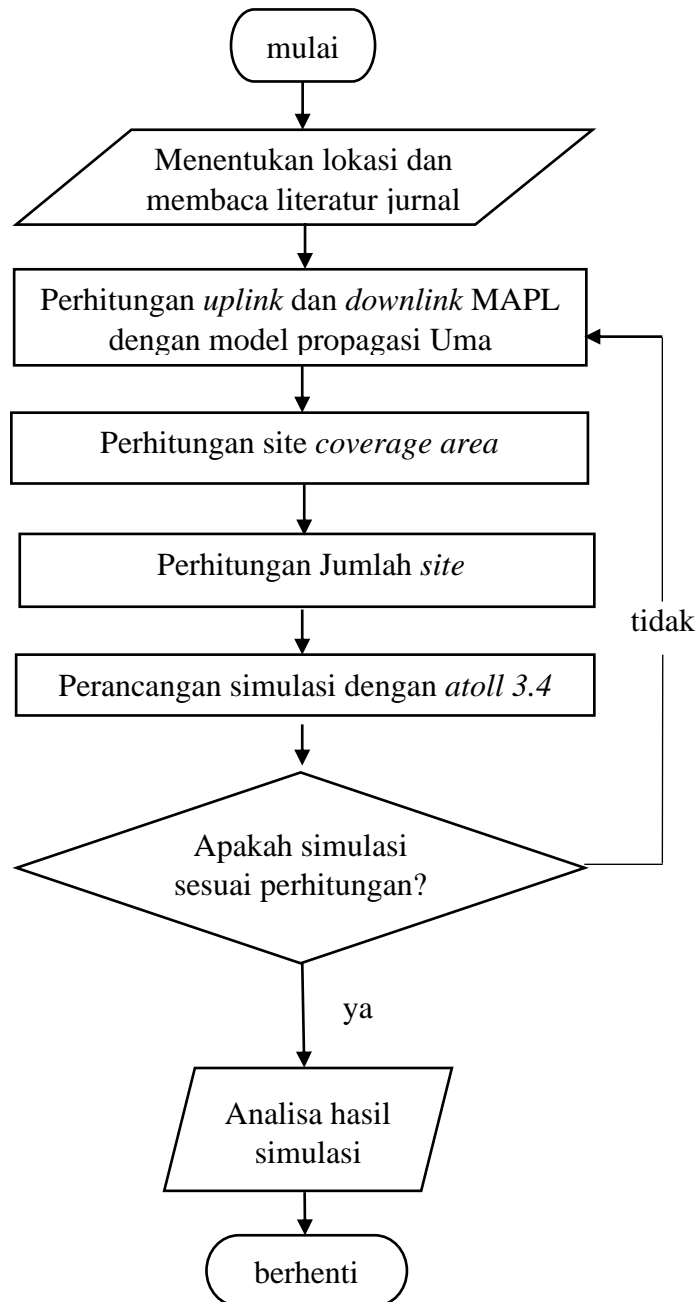 mulai
Menentukan lokasi dan
membaca literatur jurnal
Perhitungan uplink dan downlink MAPL
dengan model propagasi Uma
Perhitungan site coverage area
Perhitungan Jumlah site
tidak
Perancangan simulasi dengan atoll 3.4
Apakah simulasi
sesuai perhitungan?
ya
Analisa hasil
simulasi
berhenti